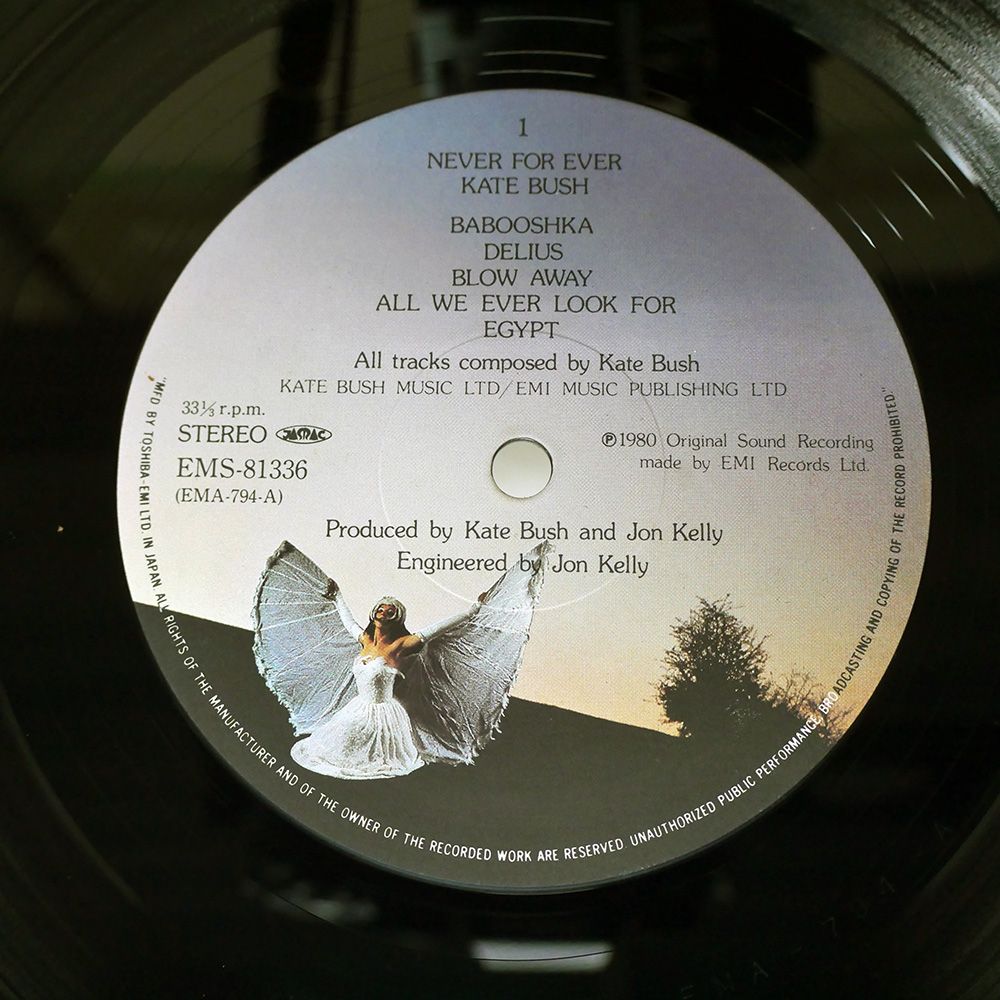 1
NEVER FOR EVER
KATE BUSH
BABOOSHKA
DELIUS
BLOW AWAY
ALL WE EVER LOOK FOR
EGYPT
All tracks composed by Kate Bush
KATE BUSH MUSIC LTD/EMI MUSIC PUBLISHING LTD
33⅓ r.p.m.
STEREO JASRAC
EMS-81336
(EMA-794-A)
℗1980 Original Sound Recording
made by EMI Records Ltd.
Produced by Kate Bush and Jon Kelly
Engineered by Jon Kelly
"MFD BY TOSHIBA-EMI LTD. IN JAPAN ALL RIGHTS OF THE MANUFACTURER AND OF THE OWNER OF THE RECORDED WORK ARE RESERVED UNAUTHORIZED PUBLIC PERFORMANCE, BROADCASTING AND COPYING OF THE RECORD PROHIBITED."